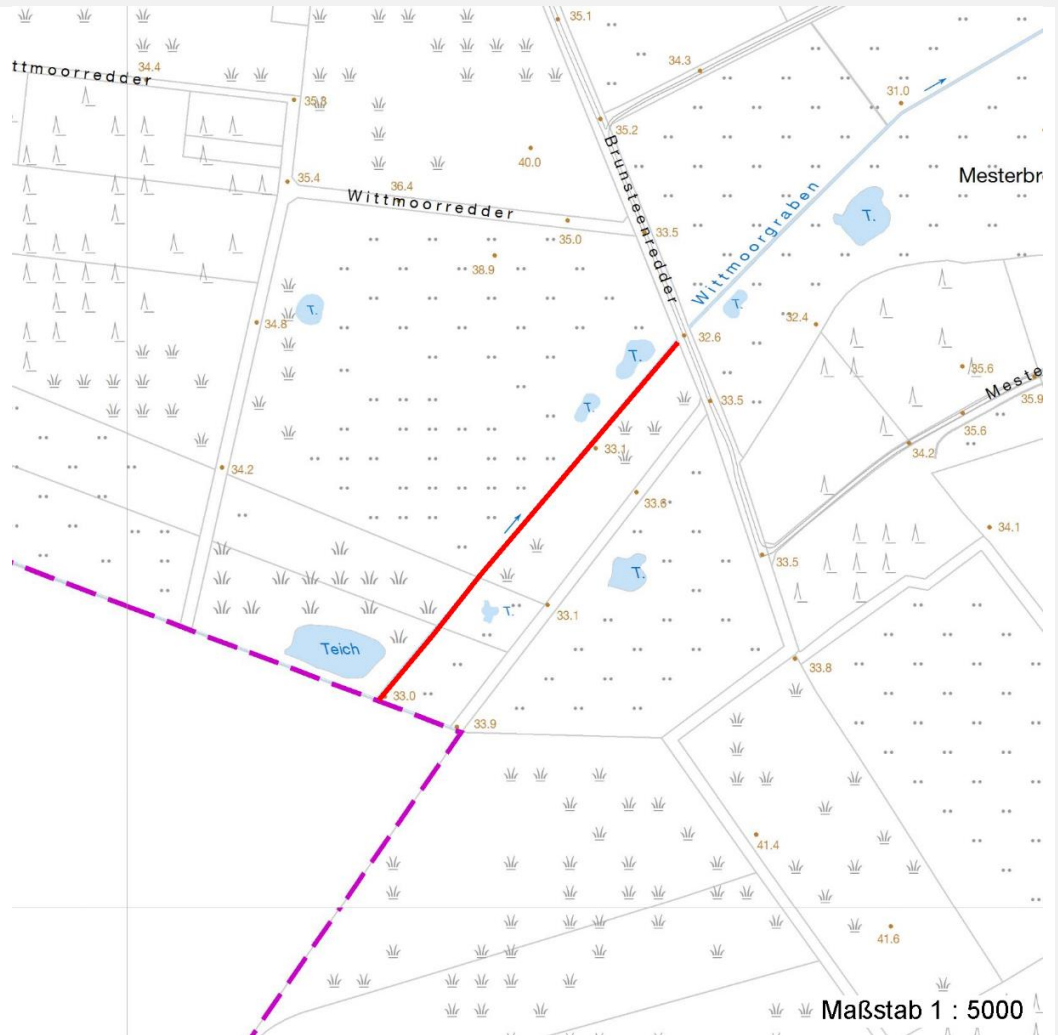 35.1
34.3
34.4
ttmoorredder
35.3
31.0
35.2
40.0
Brunsteenredder
Mesterbr
35.4
36.4
Wittmoorredder
T.
35.0
33.5
38.9
Wittmoorgraben
T.
T.
34.8
32.4
32.6
T.
35.6
Meste
35.9
T.
33.5
35.6
33.1
34.2
34.2
33.6
34.1
33.5
T.
T.
33.1
Teich
33.8
33.0
33.9
41.4
41.6
Maßstab 1 : 5000